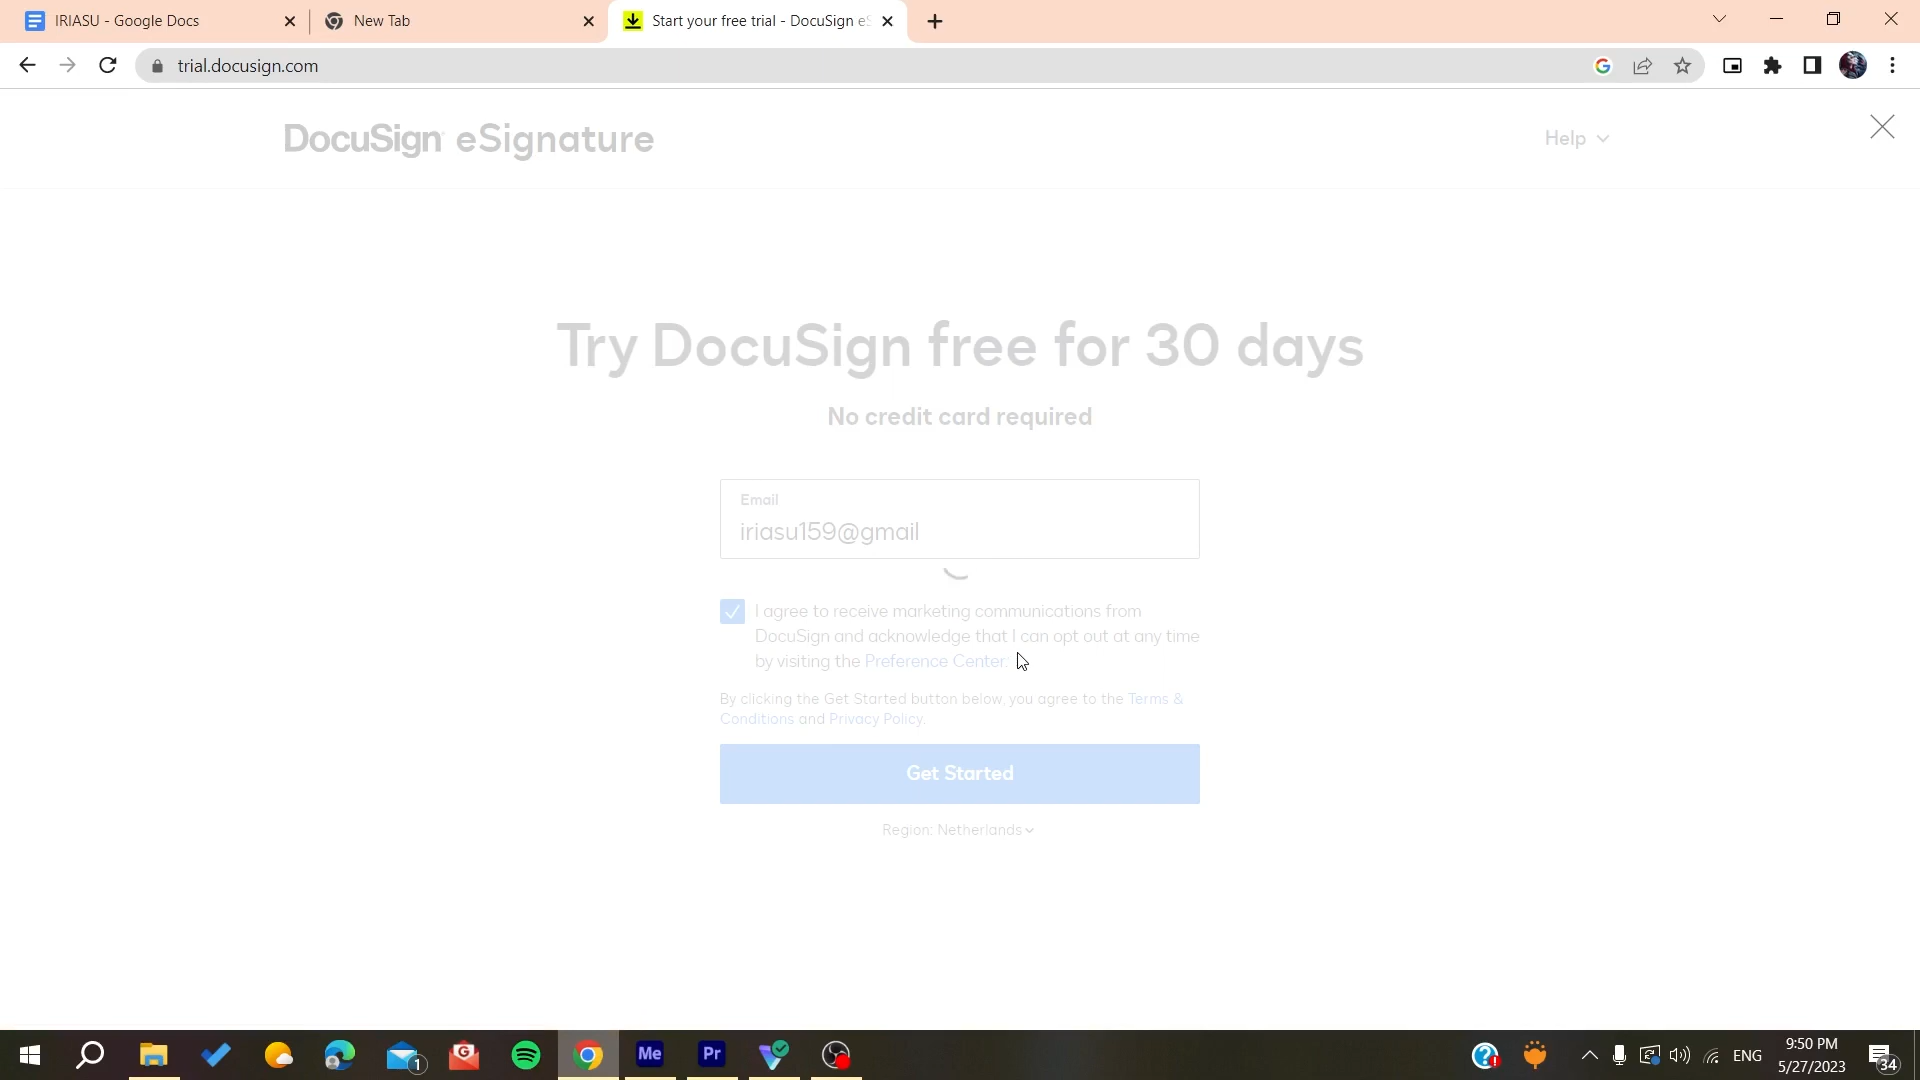 IRIASU - Google Docs
New Tab
Start your free trial - DocuSign eS
trial.docusign.com
DocuSign eSignature
Help
Try DocuSign free for 30 days
No credit card required
Email
iriasu159@gmail
I agree to receive marketing communications from
DocuSign and acknowledge that I can opt out at any time
by visiting the Preference Center.
By clicking the Get Started button below, you agree to the Terms &
Conditions and Privacy Policy.
Get Started
Region: Netherlands
1
Me
Pr
ENG
9:50 PM
5/27/2023
34